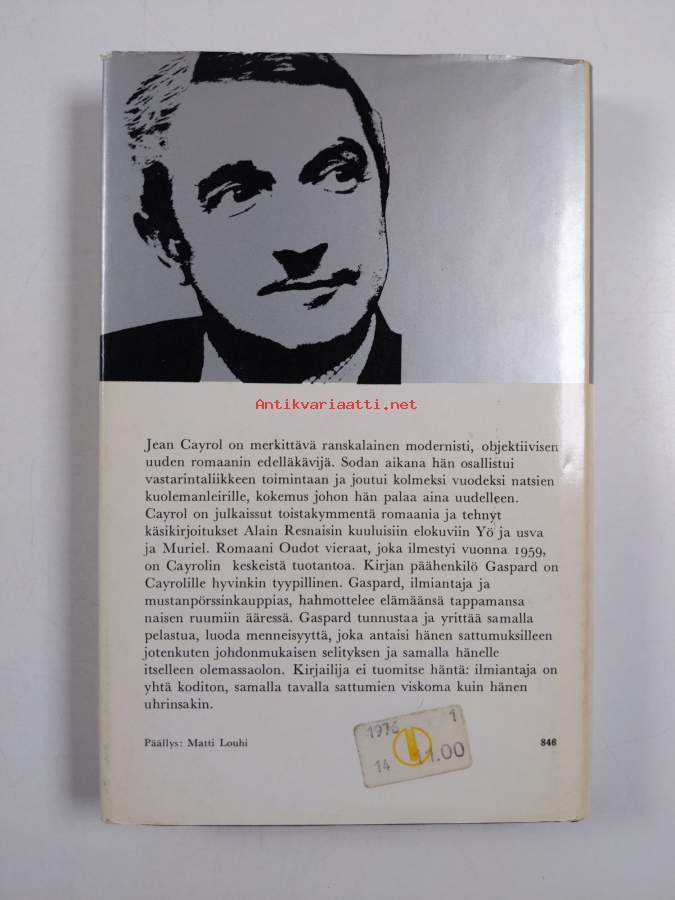 Antikvariaatti.net
Jean Cayrol on merkittävä ranskalainen modernisti, objektiivisen
uuden romaanin edelläkävijä. Sodan aikana hän osallistui
vastarintaliikkeen toimintaan ja joutui kolmeksi vuodeksi natsien
kuolemanleirille, kokemus johon hän palaa aina uudelleen.
Cayrol on julkaissut toistakymmentä romaania ja tehnyt
käsikirjoitukset Alain Resnaisin kuuluisiin elokuviin Yö ja usva
ja Muriel. Romaani Oudot vieraat, joka ilmestyi vuonna 1959,
on Cayrolin keskeistä tuotantoa. Kirjan päähenkilö Gaspard on
Cayrolille hyvinkin tyypillinen. Gaspard, ilmiantaja ja
mustanpörssinkauppias, hahmottelee elämäänsä tappamansa
naisen ruumiin ääressä. Gaspard tunnustaa ja yrittää samalla
pelastua, luoda menneisyyttä, joka antaisi hänen sattumuksilleen
jotenkuten johdonmukaisen selityksen ja samalla hänelle
itselleen olemassaolon. Kirjailija ei tuomitse häntä: ilmiantaja on
yhtä koditon, samalla tavalla sattumien viskoma kuin hänen
uhrinsakin.
1976 1
14 11.00
Päällys: Matti Louhi 846